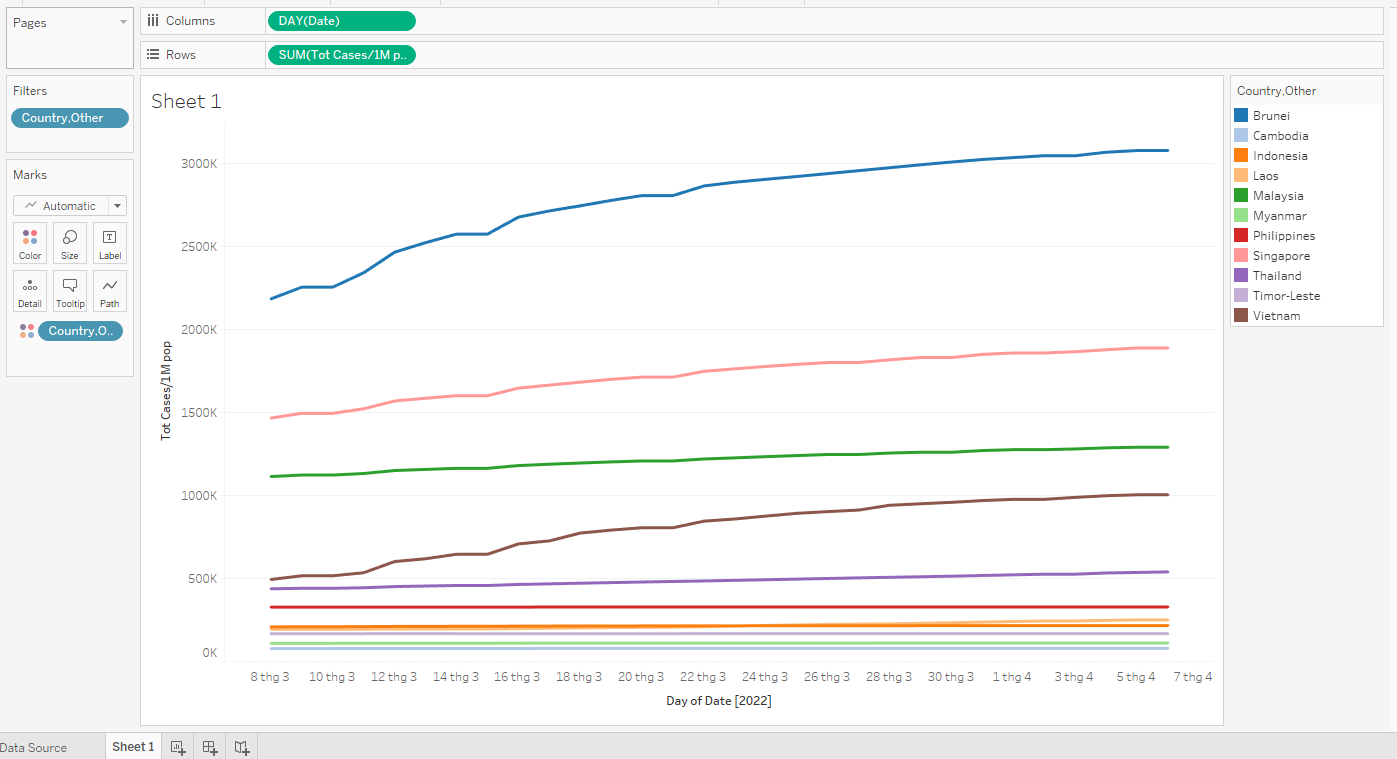 Pages
Columns
DAY(Date)
Rows
SUM(Tot Cases/1M p..
Filters
Country,Other
Marks
Automatic
Color
Size
Label
Detail
Tooltip
Path
Country,O..
Sheet 1
3000K
2500K
2000K
1500K
1000K
500K
0K
Tot Cases/1M pop
8 thg 3
10 thg 3
12 thg 3
14 thg 3
16 thg 3
18 thg 3
20 thg 3
22 thg 3
24 thg 3
26 thg 3
28 thg 3
30 thg 3
1 thg 4
3 thg 4
5 thg 4
7 thg 4
Day of Date [2022]
Country,Other
Brunei
Cambodia
Indonesia
Laos
Malaysia
Myanmar
Philippines
Singapore
Thailand
Timor-Leste
Vietnam
Data Source
Sheet 1